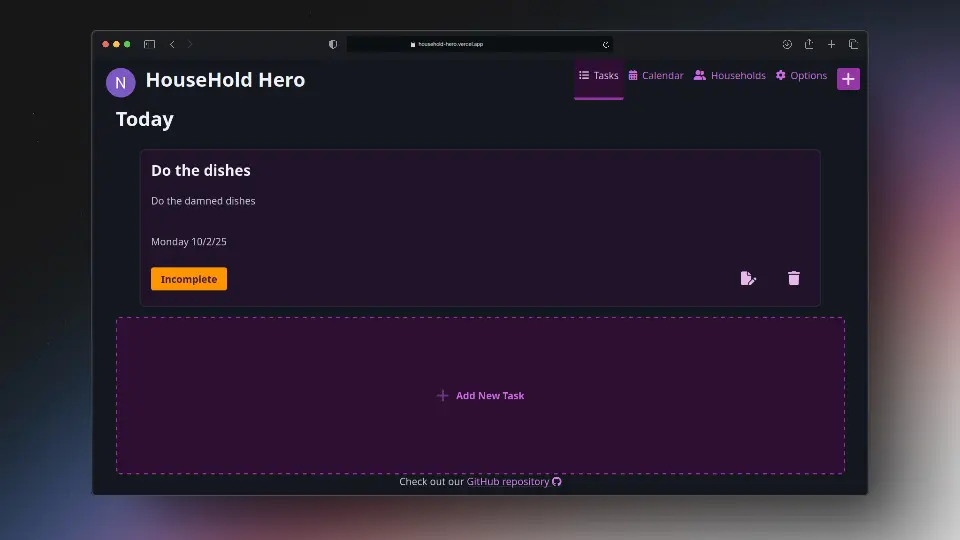 household-hero.vercel.app
N
HouseHold Hero
Tasks
Calendar
Households
Options
Today
Do the dishes
Do the damned dishes
Monday 10/2/25
Incomplete
Add New Task
Check out our GitHub repository